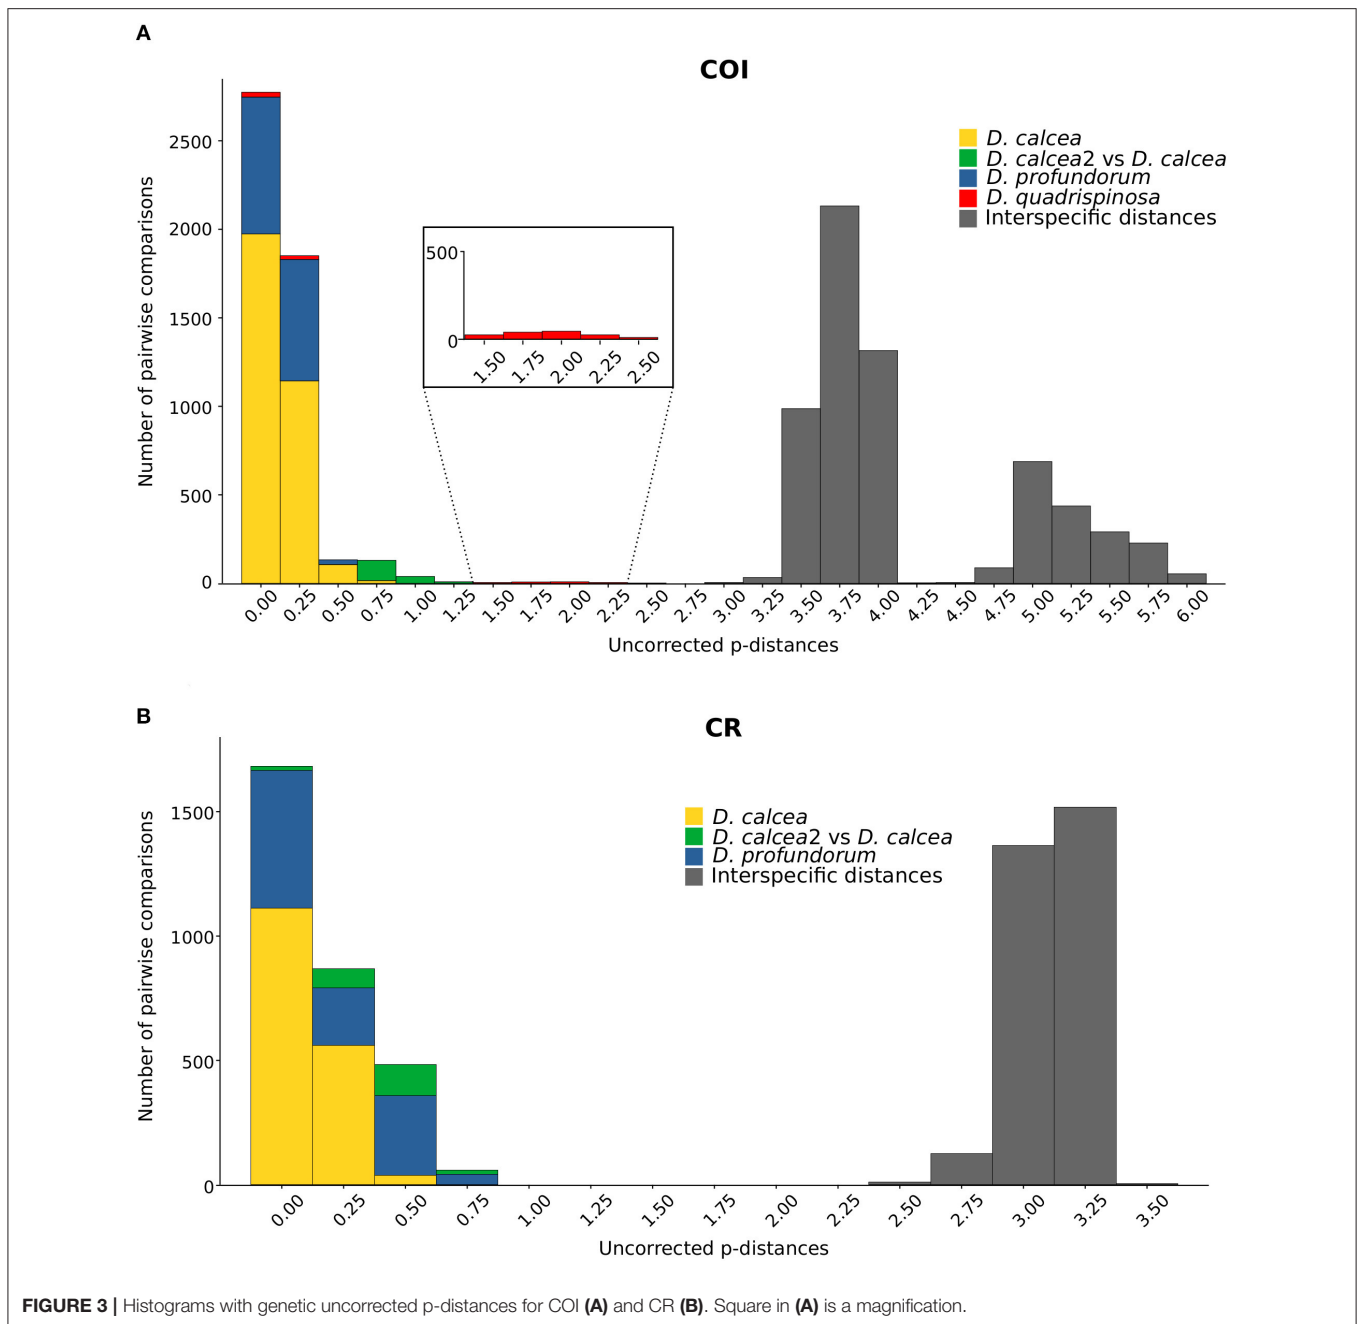 A
COI
Number of pairwise comparisons
2500
2000
1500
1000
500
0
D. calcea
D. calcea2 vs D. calcea
D. profundorum
D. quadrispinosa
Interspecific distances
500
0
1.50 1.75 2.00 2.25 2.50
0.00 0.25 0.50 0.75 1.00 1.25 1.50 1.75 2.00 2.25 2.50 2.75 3.00 3.25 3.50 3.75 4.00 4.25 4.50 4.75 5.00 5.25 5.50 5.75 6.00
Uncorrected p-distances
B
CR
Number of pairwise comparisons
1500
1000
500
0
D. calcea
D. calcea2 vs D. calcea
D. profundorum
Interspecific distances
0.00 0.25 0.50 0.75 1.00 1.25 1.50 1.75 2.00 2.25 2.50 2.75 3.00 3.25 3.50
Uncorrected p-distances
FIGURE 3 | Histograms with genetic uncorrected p-distances for COI (A) and CR (B). Square in (A) is a magnification.